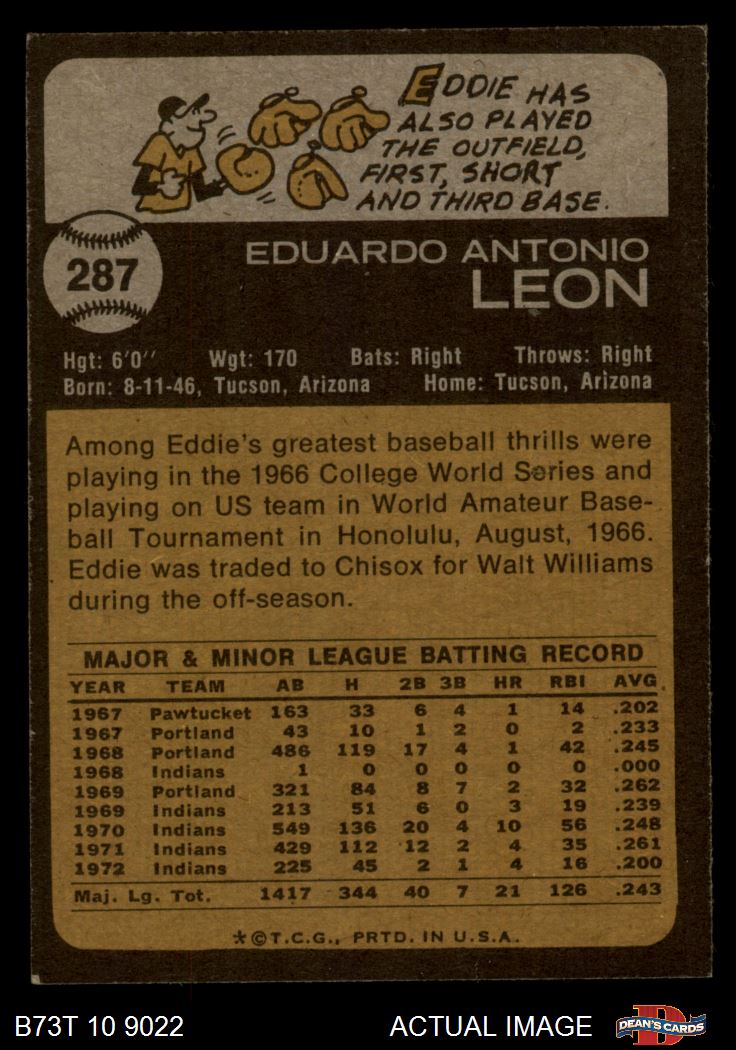 EDDIE HAS
ALSO PLAYED
THE OUTFIELD,
FIRST, SHORT
AND THIRD BASE.
287
EDUARDO ANTONIO
LEON
Hgt: 6'0" Wgt: 170 Bats: Right Throws: Right
Born: 8-11-46, Tucson, Arizona Home: Tucson, Arizona
Among Eddie's greatest baseball thrills were
playing in the 1966 College World Series and
playing on US team in World Amateur Base-
ball Tournament in Honolulu, August, 1966.
Eddie was traded to Chisox for Walt Williams
during the off-season.
MAJOR & MINOR LEAGUE BATTING RECORD
YEAR TEAM AB H 2B 3B HR RBI AVG.
1967 Pawtucket 163 33 6 4 1 14 .202
1967 Portland 43 10 1 2 0 2 .233
1968 Portland 486 119 17 4 1 42 .245
1968 Indians 1 0 0 0 0 0 .000
1969 Portland 321 84 8 7 2 32 .262
1969 Indians 213 51 6 0 3 19 .239
1970 Indians 549 136 20 4 10 56 .248
1971 Indians 429 112 12 2 4 35 .261
1972 Indians 225 45 2 1 4 16 .200
Maj. Lg. Tot. 1417 344 40 7 21 126 .243
*©T.C.G., PRTD. IN U.S.A.
B73T 10 9022 ACTUAL IMAGE D DEAN'S CARDS